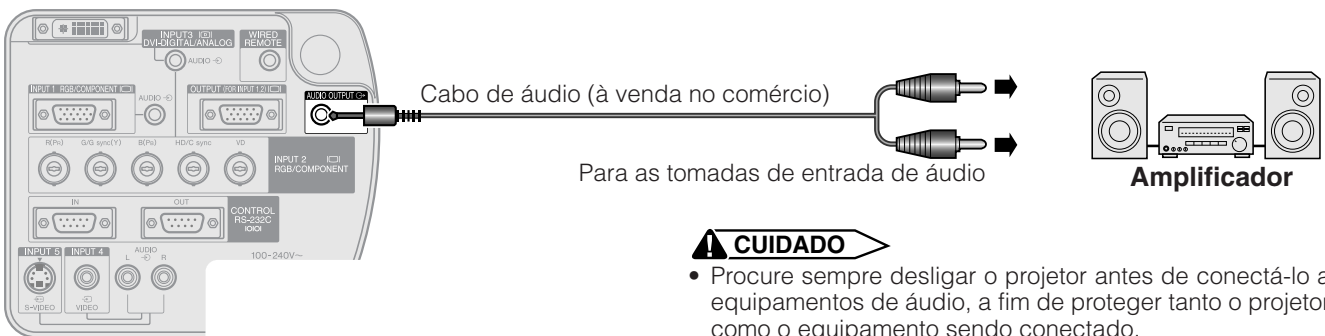 INPUT3
DVI-DIGITAL/ANALOG
WIRED
REMOTE
AUDIO
INPUT 1 RGB/COMPONENT
AUDIO
OUTPUT (FOR INPUT 1,2)
AUDIO OUTPUT
Cabo de áudio (à venda no comércio)
R(PR) G/G sync(Y) B(PB) HD/C sync VD
INPUT 2
RGB/COMPONENT
Para as tomadas de entrada de áudio
Amplificador
IN
OUT
CONTROL
RS-232C
IOIOI
INPUT 5
INPUT 4
AUDIO
L R
100-240V~
S-VIDEO
VIDEO
CUIDADO
• Procure sempre desligar o projetor antes de conectá-lo a
equipamentos de áudio, a fim de proteger tanto o projetor
como o equipamento sendo conectado.